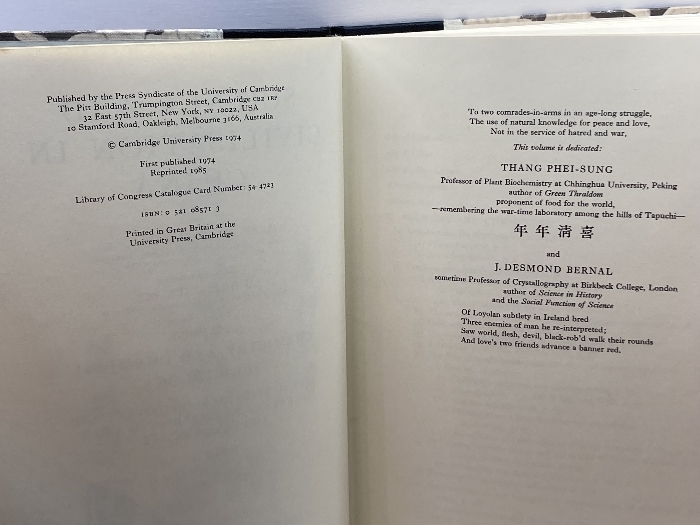 Published by the Press Syndicate of the University of Cambridge
The Pitt Building, Trumpington Street, Cambridge CB2 1RP
32 East 57th Street, New York, NY 10022, USA
10 Stamford Road, Oakleigh, Melbourne 3166, Australia
© Cambridge University Press 1974
First published 1974
Reprinted 1985
Library of Congress Catalogue Card Number: 54 4723
ISBN: 0 521 08571 3
Printed in Great Britain at the
University Press, Cambridge
To two comrades-in-arms in an age-long struggle,
The use of natural knowledge for peace and love,
Not in the service of hatred and war,
This volume is dedicated:
THANG PHEI-SUNG
Professor of Plant Biochemistry at Chhinghua University, Peking
author of Green Thraldom
proponent of food for the world,
—remembering the war-time laboratory among the hills of Tapuchi—
年年清喜
and
J. DESMOND BERNAL
sometime Professor of Crystallography at Birkbeck College, London
author of Science in History
and the Social Function of Science
Of Loyolan subtlety in Ireland bred
Three enemies of man he re-interpreted;
Saw world, flesh, devil, black-rob'd walk their rounds
And love's two friends advance a banner red.